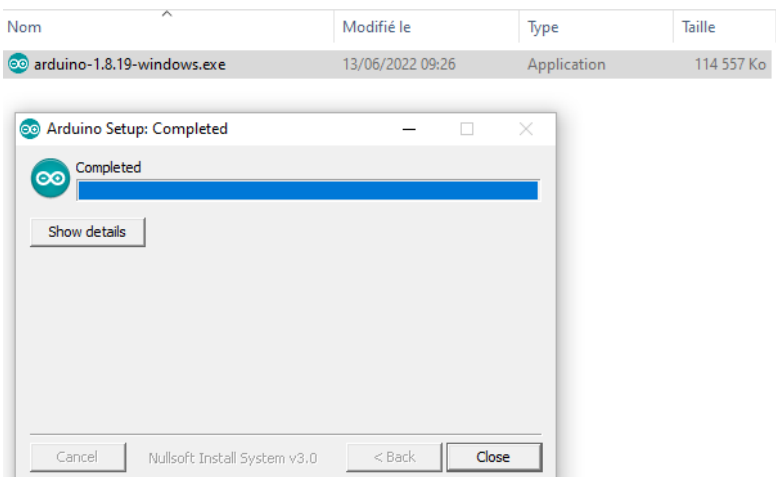 Nom Modifié le Type Taille
arduino-1.8.19-windows.exe 13/06/2022 09:26 Application 114 557 Ko
Arduino Setup: Completed
Completed
Show details
Cancel Nullsoft Install System v3.0 < Back Close